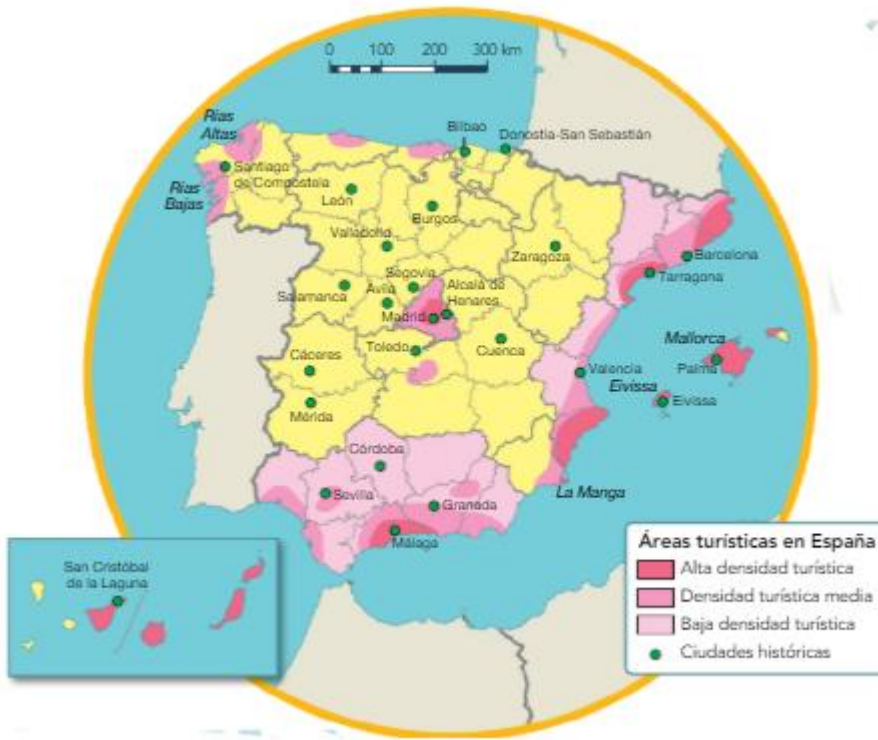 0 100 200 300 km
Rías
Altas
Bilbao
Donostia-San Sebastián
Santiago
de Compostela
Rías
Bajas
León
Burgos
Valladolid
Zaragoza
Barcelona
Tarragona
Segovia
Salamanca
Ávila
Alcalá de
Henares
Madrid
Mallorca
Toledo
Cuenca
Palma
Cáceres
Valencia
Eivissa
Eivissa
Mérida
Córdoba
La Manga
Sevilla
Granada
Málaga
San Cristóbal
de la Laguna
Áreas turísticas en España
Alta densidad turística
Densidad turística media
Baja densidad turística
Ciudades históricas